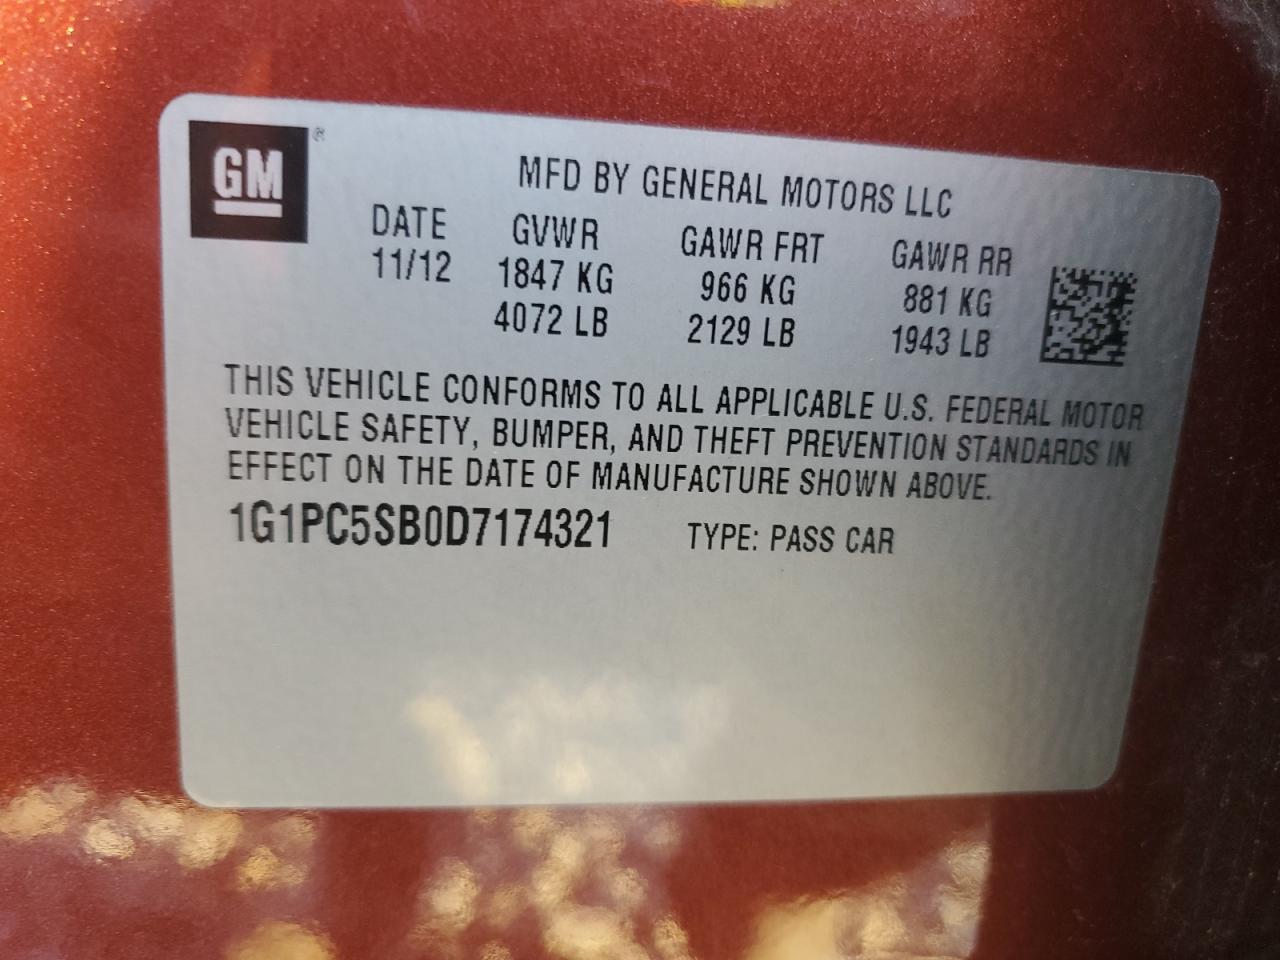 GM ®
MFD BY GENERAL MOTORS LLC
DATE GVWR GAWR FRT GAWR RR
11/12 1847 KG 966 KG 881 KG
4072 LB 2129 LB 1943 LB
THIS VEHICLE CONFORMS TO ALL APPLICABLE U.S. FEDERAL MOTOR
VEHICLE SAFETY, BUMPER, AND THEFT PREVENTION STANDARDS IN
EFFECT ON THE DATE OF MANUFACTURE SHOWN ABOVE.
1G1PC5SB0D7174321 TYPE: PASS CAR